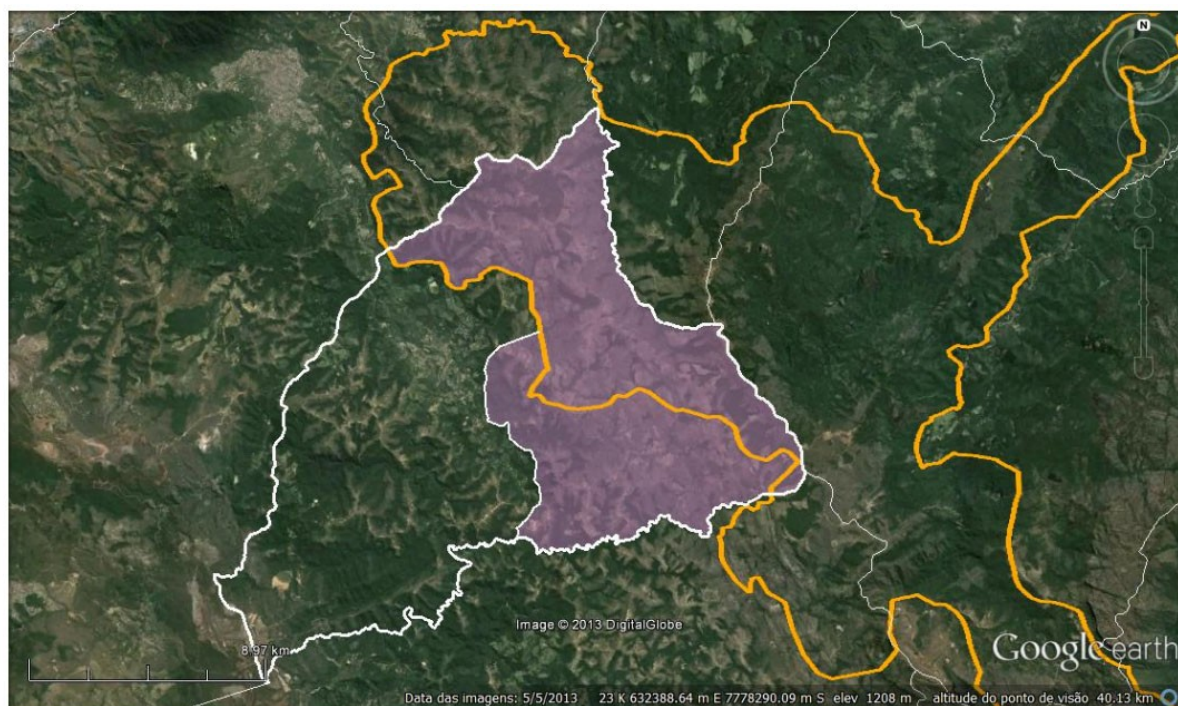 N
Image © 2013 DigitalGlobe
8.97 km
Google earth
Data das imagens: 5/5/2013 23 K 632388.64 m E 7778290.09 m S elev 1208 m altitude do ponto de visão 40.13 km